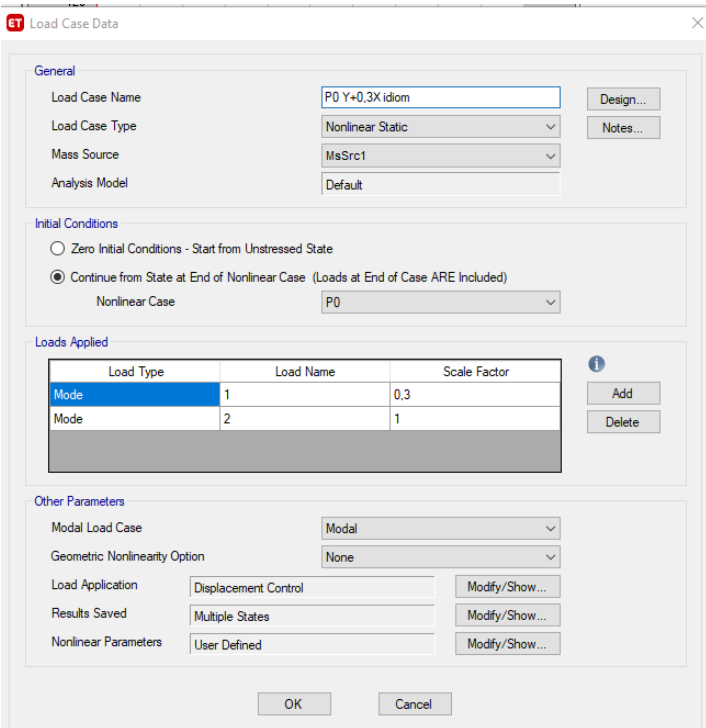 ET Load Case Data
General
Load Case Name P0 Y+0,3X idiom Design...
Load Case Type Nonlinear Static Notes...
Mass Source MsSrc1
Analysis Model Default
Initial Conditions
Zero Initial Conditions - Start from Unstressed State
Continue from State at End of Nonlinear Case (Loads at End of Case ARE Included)
Nonlinear Case P0
Loads Applied
Load Type Load Name Scale Factor
Mode 1 0,3 Add
Mode 2 1 Delete
Other Parameters
Modal Load Case Modal
Geometric Nonlinearity Option None
Load Application Displacement Control Modify/Show...
Results Saved Multiple States Modify/Show...
Nonlinear Parameters User Defined Modify/Show...
OK Cancel